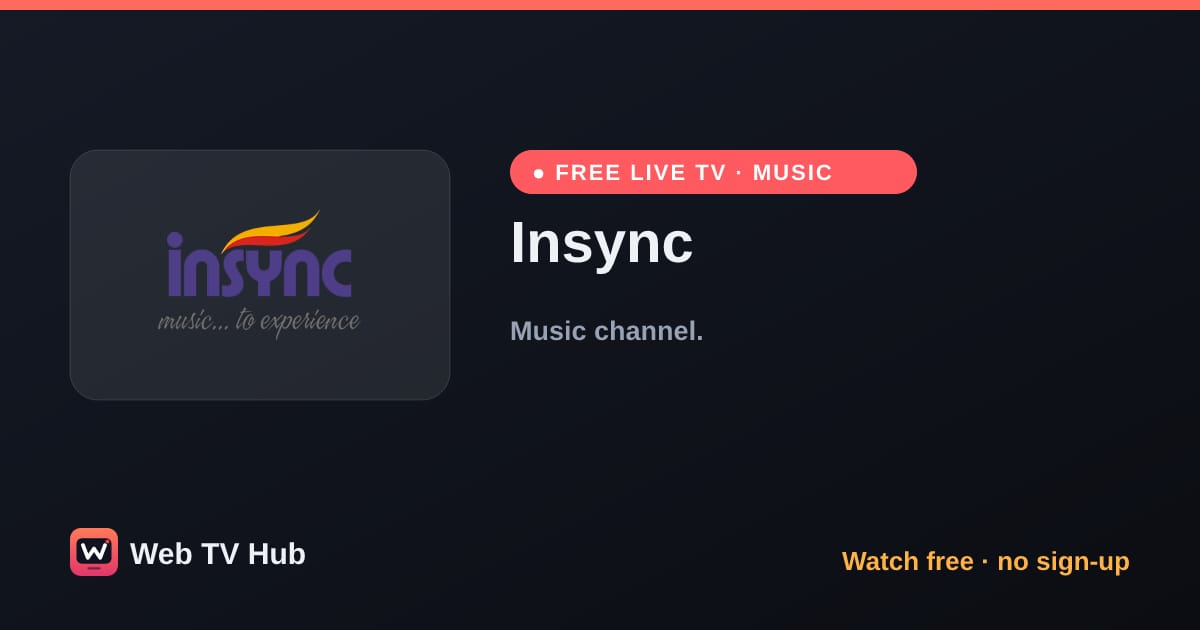 FREE LIVE TV · MUSIC
Insync
Music channel.
insync
music... to experience
W
Web TV Hub
Watch free · no sign-up